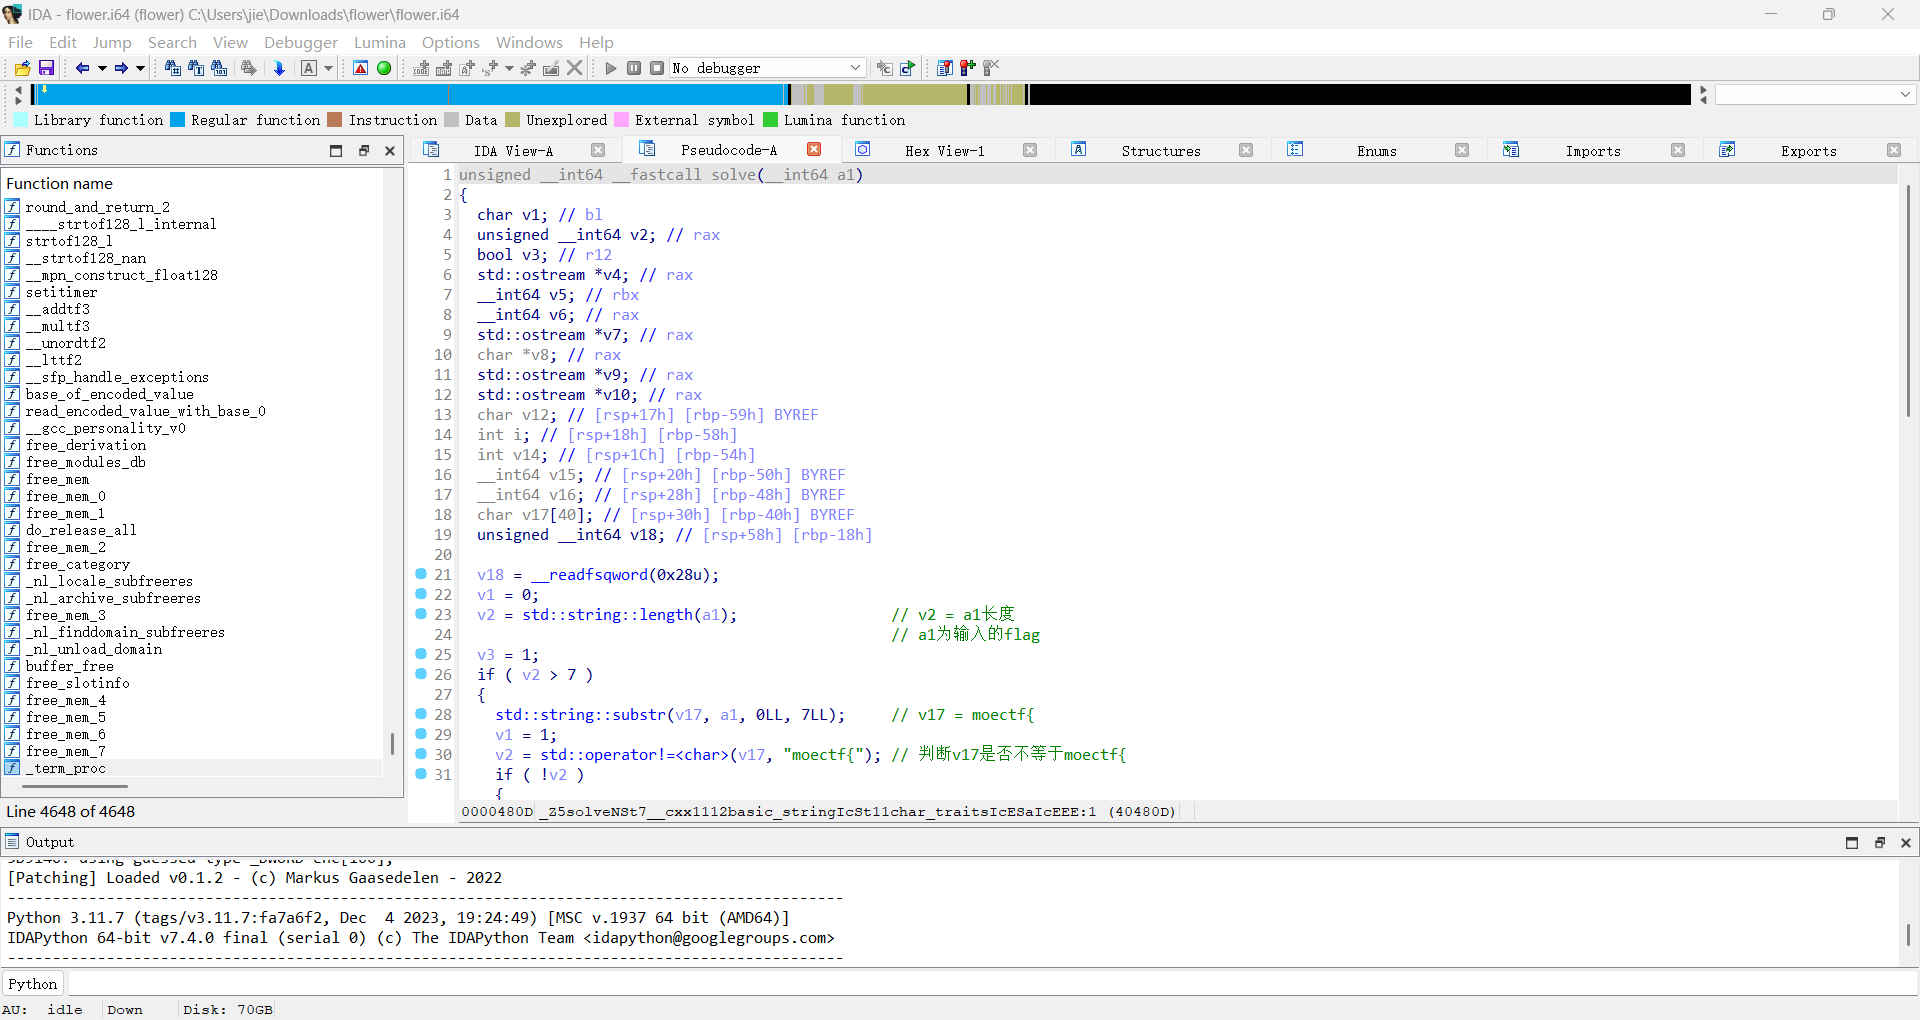 IDA - flower.i64 (flower) C:\Users\jie\Downloads\flower\flower.i64
File Edit Jump Search View Debugger Lumina Options Windows Help
No debugger
Library function Regular function Instruction Data Unexplored External symbol Lumina function
Functions
IDA View-A Pseudocode-A Hex View-1 Structures Enums Imports Exports
Function name
round_and_return_2
____strtof128_l_internal
strtof128_l
__strtof128_nan
__mpn_construct_float128
setitimer
__addtf3
__multf3
__unordtf2
__lttf2
__sfp_handle_exceptions
base_of_encoded_value
read_encoded_value_with_base_0
__gcc_personality_v0
free_derivation
free_modules_db
free_mem
free_mem_0
free_mem_1
do_release_all
free_mem_2
free_category
_nl_locale_subfreeres
_nl_archive_subfreeres
free_mem_3
_nl_finddomain_subfreeres
_nl_unload_domain
buffer_free
free_slotinfo
free_mem_4
free_mem_5
free_mem_6
free_mem_7
_term_proc
Line 4648 of 4648
1 unsigned __int64 __fastcall solve(__int64 a1)
2 {
3 char v1; // bl
4 unsigned __int64 v2; // rax
5 bool v3; // r12
6 std::ostream *v4; // rax
7 __int64 v5; // rbx
8 __int64 v6; // rax
9 std::ostream *v7; // rax
10 char *v8; // rax
11 std::ostream *v9; // rax
12 std::ostream *v10; // rax
13 char v12; // [rsp+17h] [rbp-59h] BYREF
14 int i; // [rsp+18h] [rbp-58h]
15 int v14; // [rsp+1Ch] [rbp-54h]
16 __int64 v15; // [rsp+20h] [rbp-50h] BYREF
17 __int64 v16; // [rsp+28h] [rbp-48h] BYREF
18 char v17[40]; // [rsp+30h] [rbp-40h] BYREF
19 unsigned __int64 v18; // [rsp+58h] [rbp-18h]
20
21 v18 = __readfsqword(0x28u);
22 v1 = 0;
23 v2 = std::string::length(a1); // v2 = a1长度
24 // a1为输入的flag
25 v3 = 1;
26 if ( v2 > 7 )
27 {
28 std::string::substr(v17, a1, 0LL, 7LL); // v17 = moectf{
29 v1 = 1;
30 v2 = std::operator!=<char>(v17, "moectf{"); // 判断v17是否不等于moectf{
31 if ( !v2 )
{
0000480D _Z5solveNSt7__cxx1112basic_stringIcSt11char_traitsIcESaIcEEE:1 (40480D)
Output
[Patching] Loaded v0.1.2 - (c) Markus Gaasedelen - 2022
---------------------------------------------------------------------------------------------
Python 3.11.7 (tags/v3.11.7:fa7a6f2, Dec 4 2023, 19:24:49) [MSC v.1937 64 bit (AMD64)]
IDAPython 64-bit v7.4.0 final (serial 0) (c) The IDAPython Team <idapython@googlegroups.com>
---------------------------------------------------------------------------------------------
Python
AU: idle Down Disk: 70GB